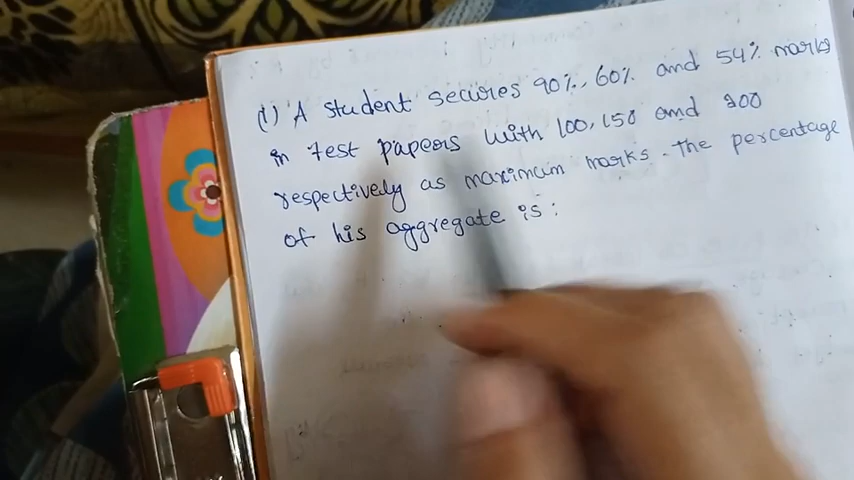 (1) A student secures 90%, 60% and 54% marks
in test papers with 100, 150 and 200
respectively as maximum marks. The percentage
of his aggregate is: